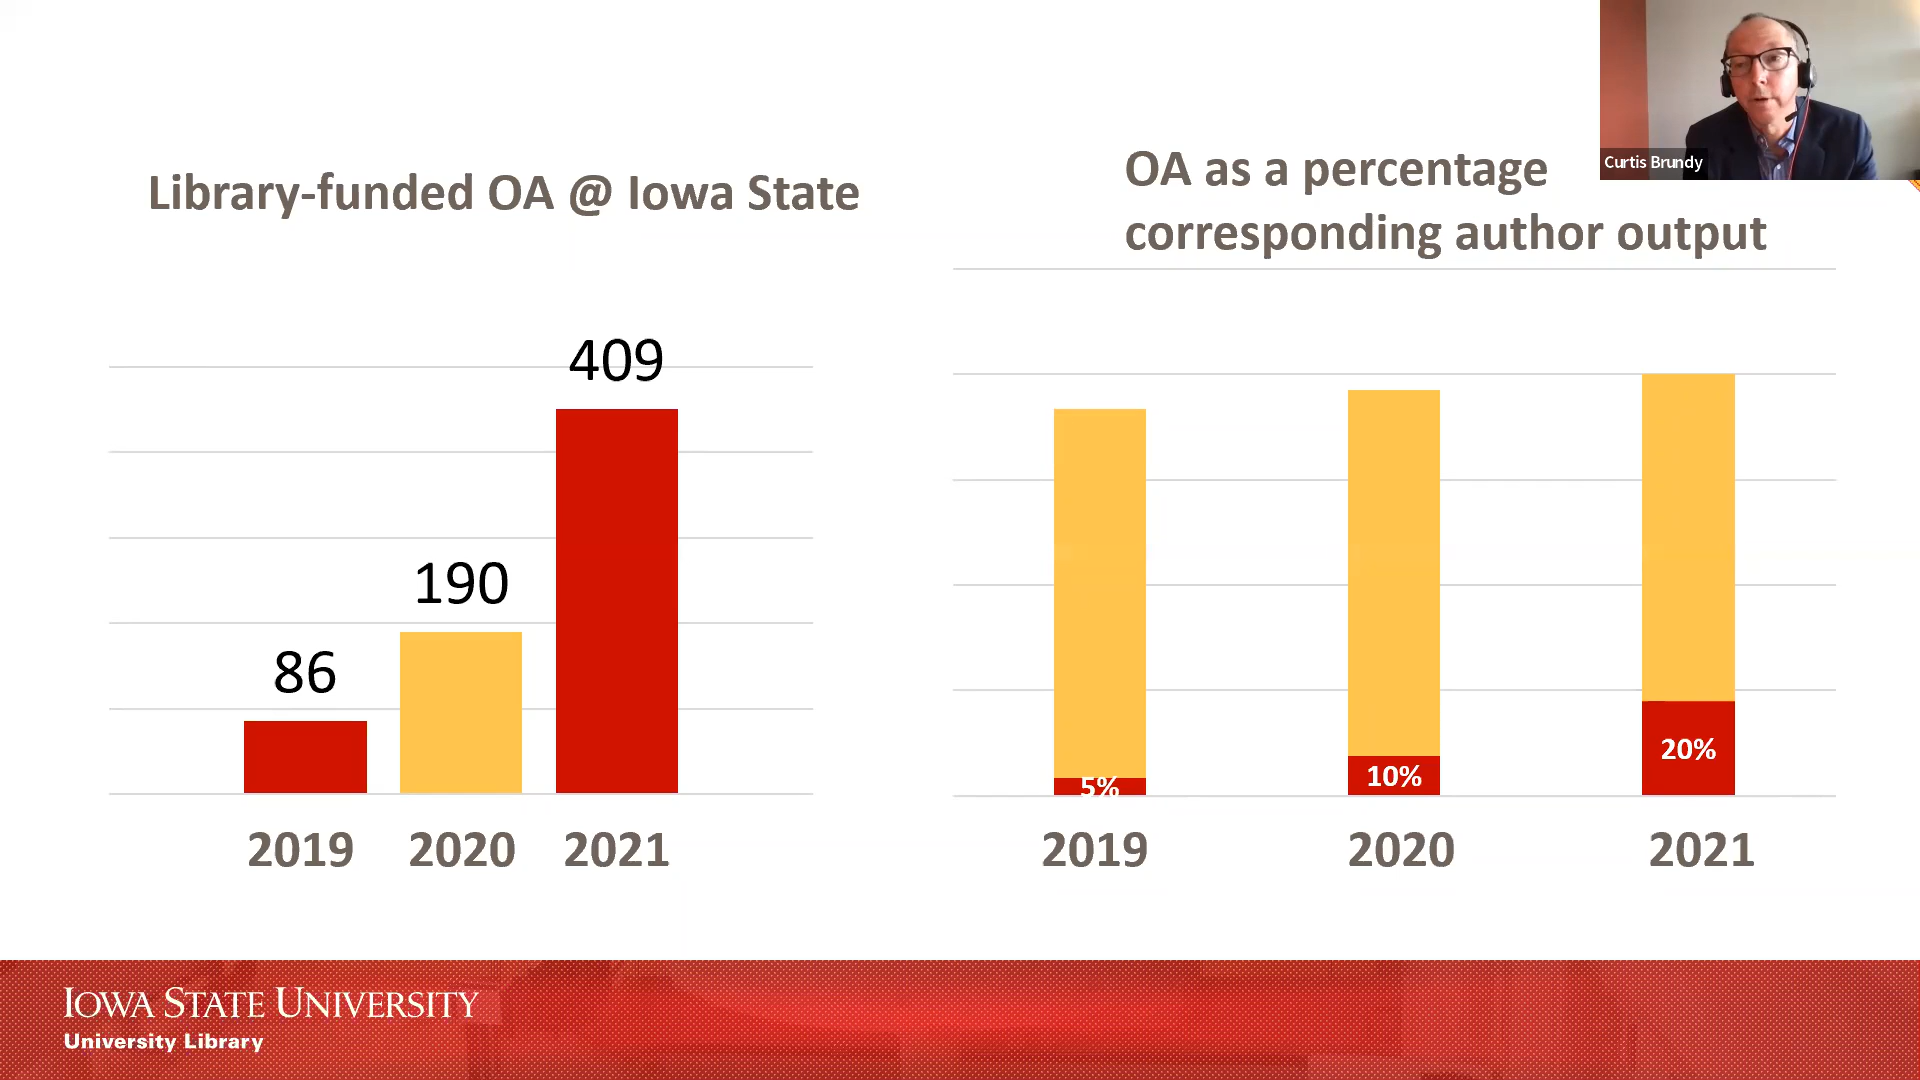 Curtis Brundy
Library-funded OA @ Iowa State
409
190
86
2019 2020 2021
OA as a percentage
corresponding author output
5% 10% 20%
2019 2020 2021
IOWA STATE UNIVERSITY
University Library